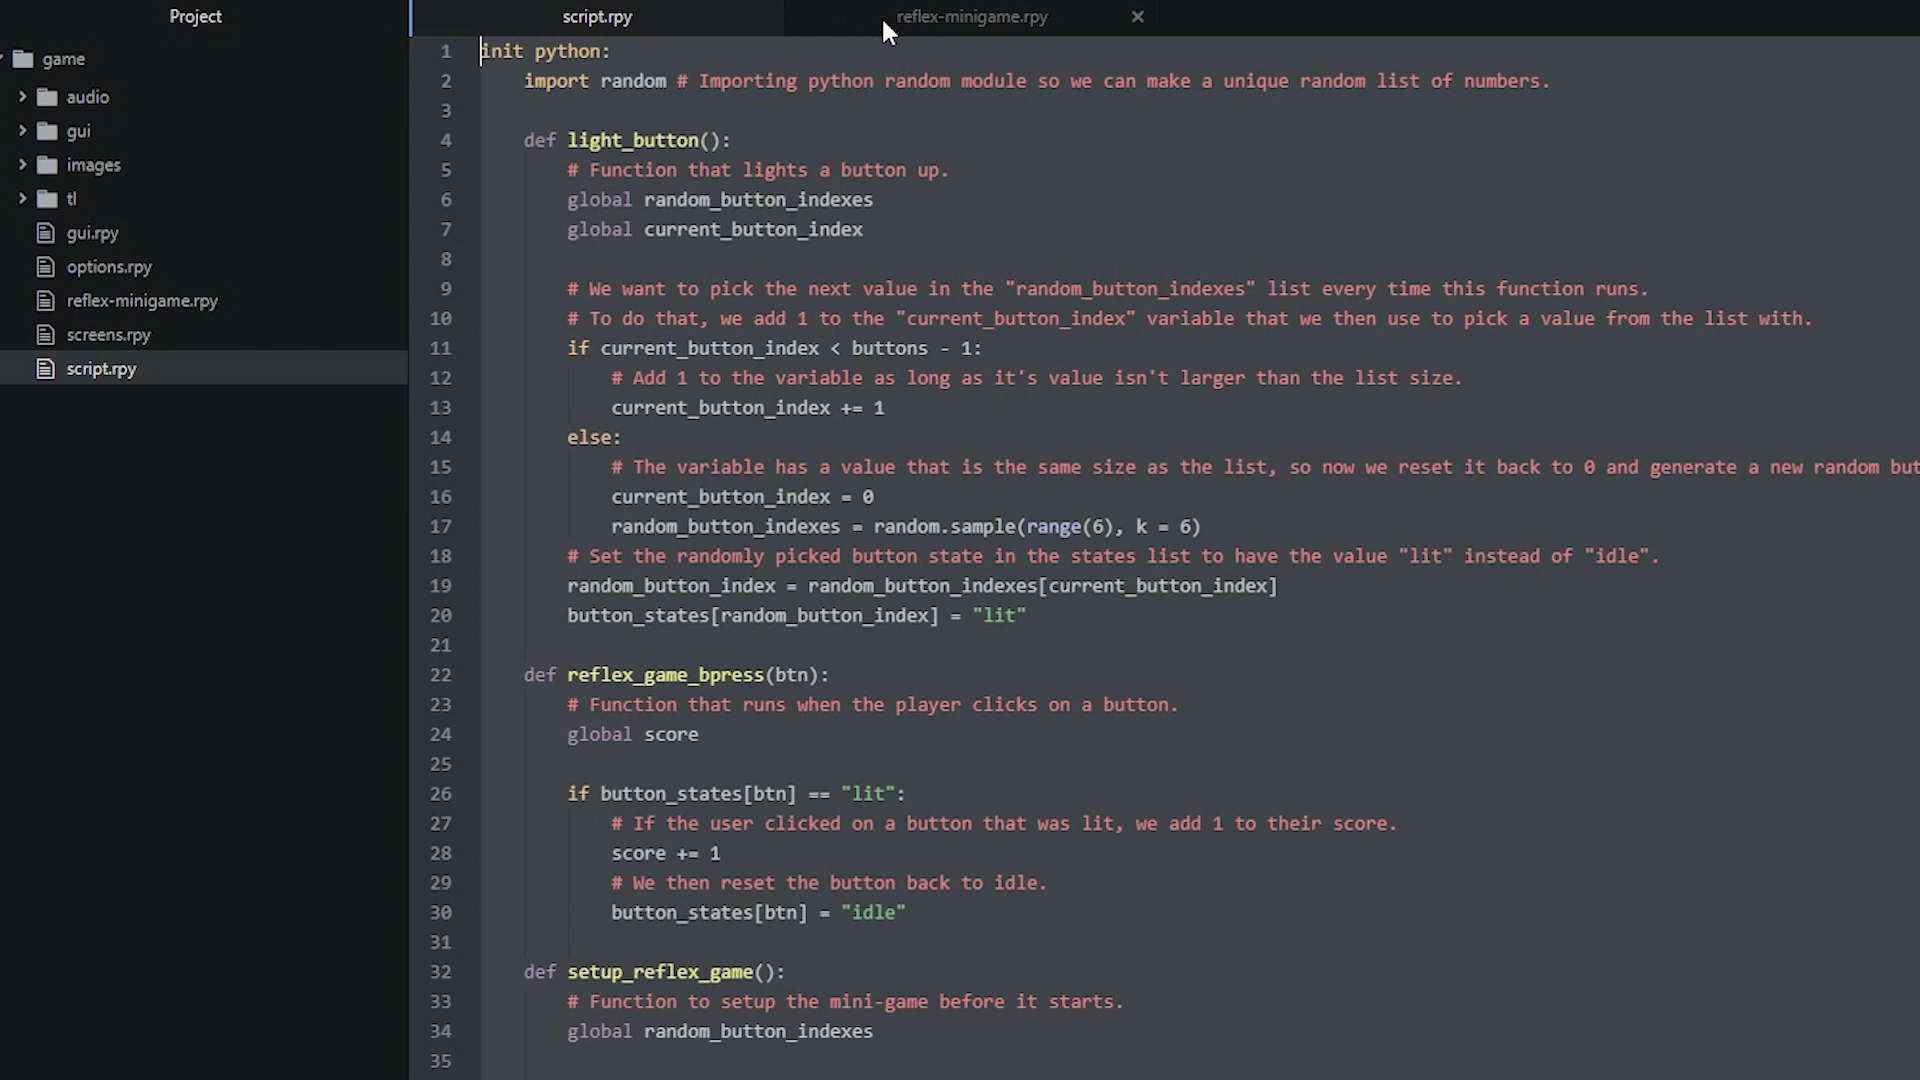 Project
script.rpy
reflex-minigame.rpy
game
audio
gui
images
tl
gui.rpy
options.rpy
reflex-minigame.rpy
screens.rpy
script.rpy
1 init python:
2 import random # Importing python random module so we can make a unique random list of numbers.
3
4 def light_button():
5 # Function that lights a button up.
6 global random_button_indexes
7 global current_button_index
8
9 # We want to pick the next value in the "random_button_indexes" list every time this function runs.
10 # To do that, we add 1 to the "current_button_index" variable that we then use to pick a value from the list with.
11 if current_button_index < buttons - 1:
12 # Add 1 to the variable as long as it's value isn't larger than the list size.
13 current_button_index += 1
14 else:
15 # The variable has a value that is the same size as the list, so now we reset it back to 0 and generate a new random but
16 current_button_index = 0
17 random_button_indexes = random.sample(range(6), k = 6)
18 # Set the randomly picked button state in the states list to have the value "lit" instead of "idle".
19 random_button_index = random_button_indexes[current_button_index]
20 button_states[random_button_index] = "lit"
21
22 def reflex_game_bpress(btn):
23 # Function that runs when the player clicks on a button.
24 global score
25
26 if button_states[btn] == "lit":
27 # If the user clicked on a button that was lit, we add 1 to their score.
28 score += 1
29 # We then reset the button back to idle.
30 button_states[btn] = "idle"
31
32 def setup_reflex_game():
33 # Function to setup the mini-game before it starts.
34 global random_button_indexes
35